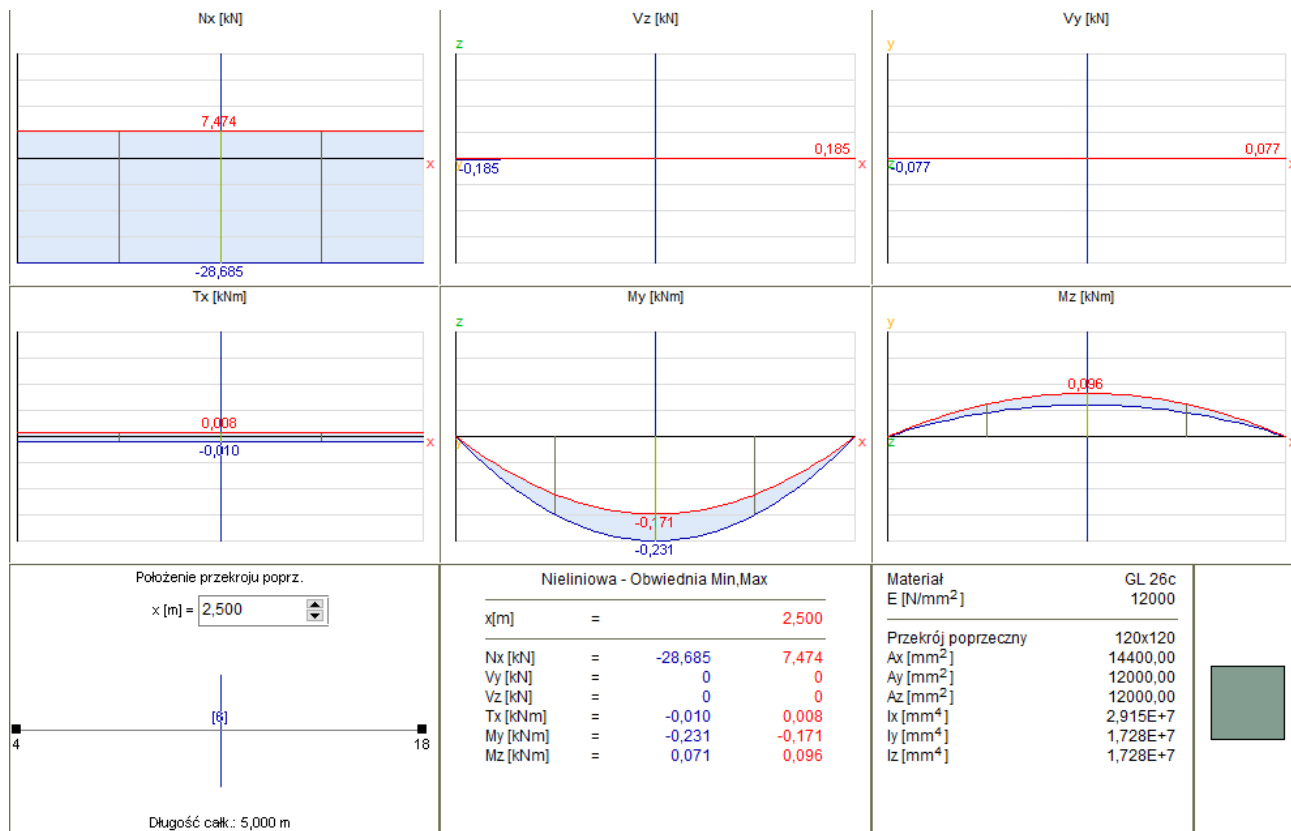 Nx [kN]
7,474
x
-28,685
Vz [kN]
z
0,185
-0,185
x
Vy [kN]
y
0,077
z
-0,077
x
Tx [kNm]
0,008
x
-0,010
My [kNm]
z
y
x
-0,171
-0,231
Mz [kNm]
y
0,096
z
x
Położenie przekroju poprz.
x [m] = 2,500
[6]
4 18
Długość całk.: 5,000 m
Nieliniowa - Obwiednia Min,Max
x[m] = 2,500
Nx [kN] = -28,685 7,474
Vy [kN] = 0 0
Vz [kN] = 0 0
Tx [kNm] = -0,010 0,008
My [kNm] = -0,231 -0,171
Mz [kNm] = 0,071 0,096
Materiał GL 26c
E [N/mm²] 12000
Przekrój poprzeczny 120x120
Ax [mm²] 14400,00
Ay [mm²] 12000,00
Az [mm²] 12000,00
Ix [mm⁴] 2,915E+7
Iy [mm⁴] 1,728E+7
Iz [mm⁴] 1,728E+7